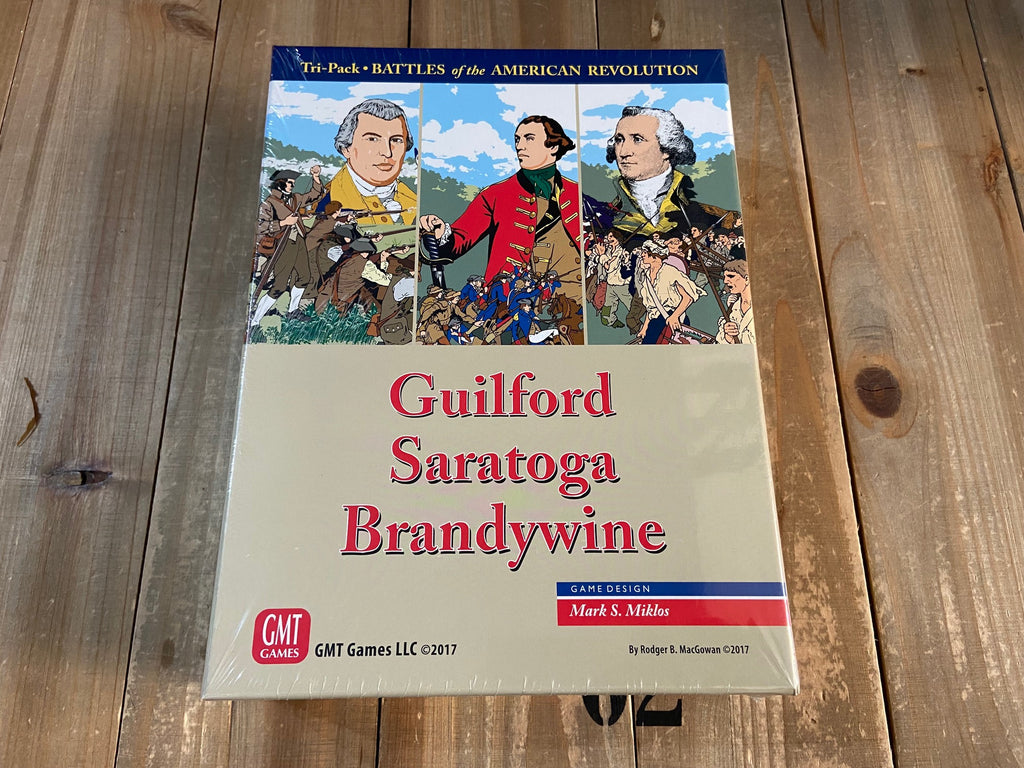 Tri-Pack • BATTLES of the AMERICAN REVOLUTION
Guilford
Saratoga
Brandywine
GAME DESIGN
Mark S. Miklos
GMT
GAMES
GMT Games LLC ©2017
By Rodger B. MacGowan ©2017